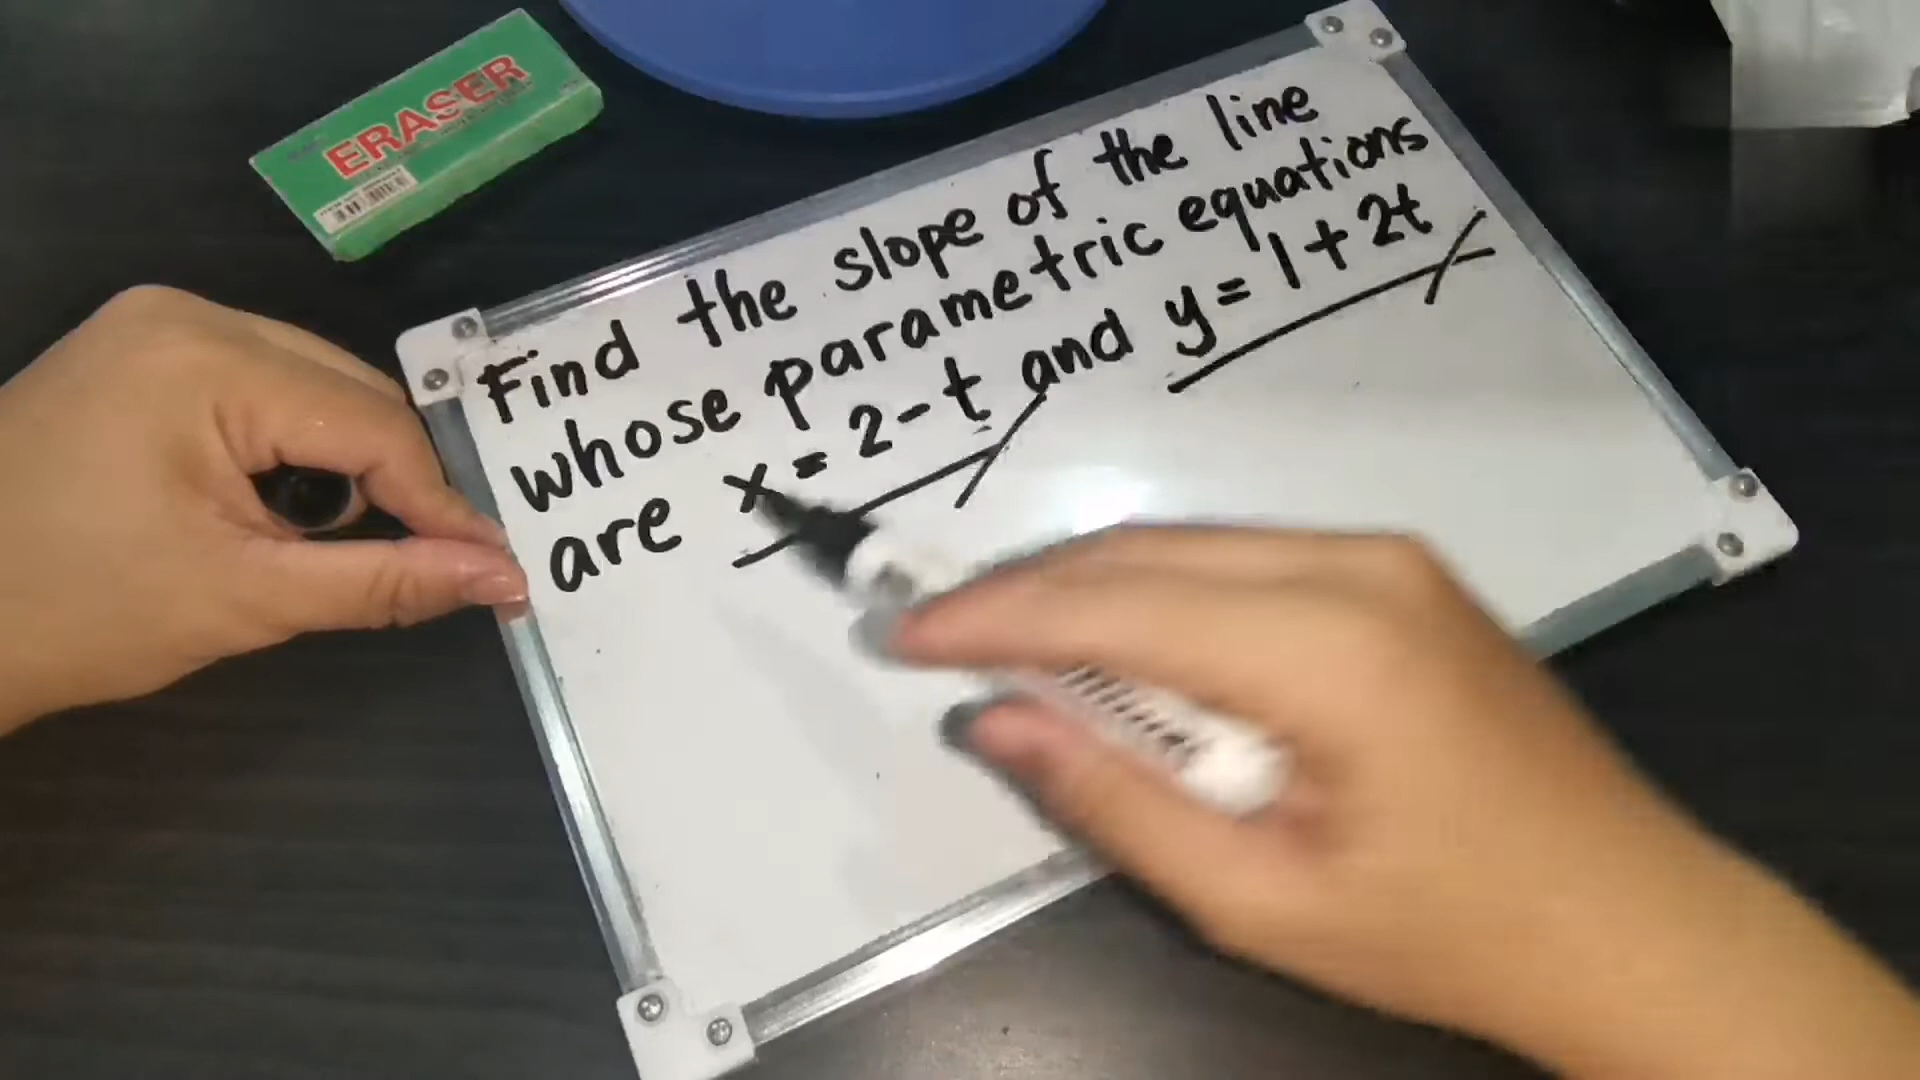 ERASER
Find the slope of the line
whose parametric equations
are x = 2 - t and y = 1 + 2t